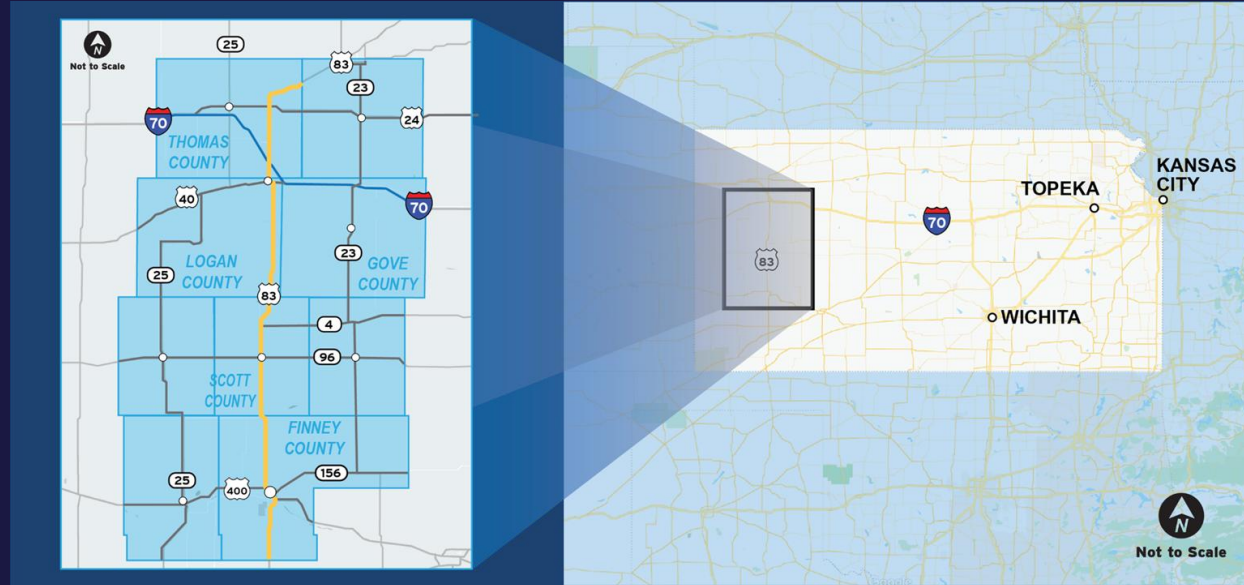 N
Not to Scale
25
83
23
70
24
THOMAS
COUNTY
40
70
25
LOGAN
COUNTY
23
GOVE
COUNTY
83
4
96
SCOTT
COUNTY
FINNEY
COUNTY
25
400
156
KANSAS
CITY
TOPEKA
70
83
WICHITA
N
Not to Scale
Google